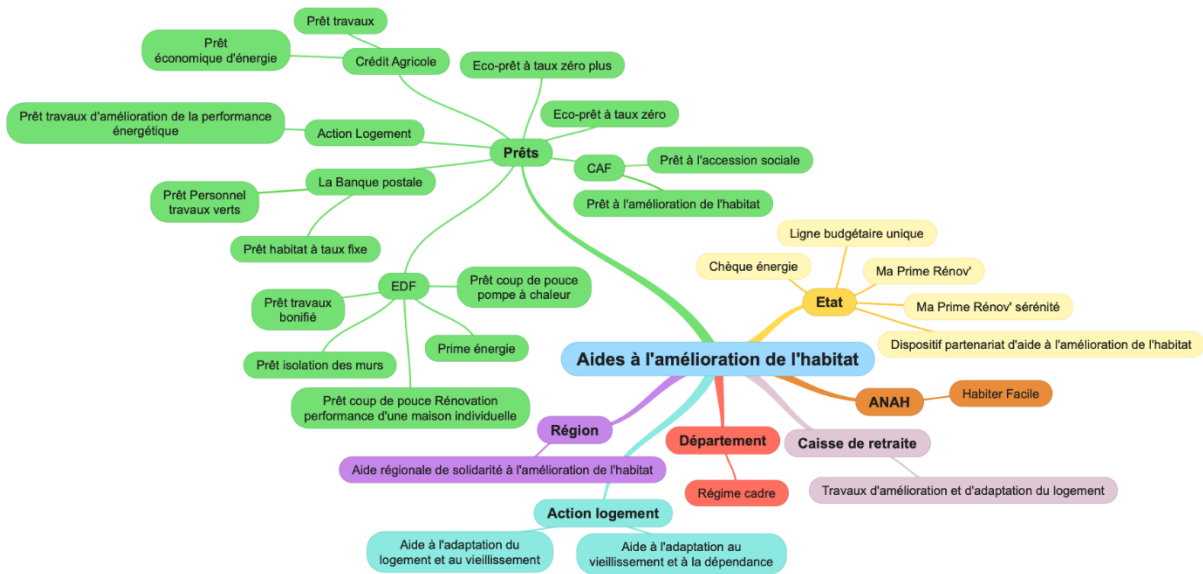 Prêt travaux
Prêt
économique d'énergie
Crédit Agricole
Eco-prêt à taux zéro plus
Prêt travaux d'amélioration de la performance
énergétique
Action Logement
Eco-prêt à taux zéro
Prêts
CAF
Prêt à l'accession sociale
Prêt à l'amélioration de l'habitat
La Banque postale
Prêt Personnel
travaux verts
Prêt habitat à taux fixe
EDF
Prêt coup de pouce
pompe à chaleur
Prêt travaux
bonifié
Prime énergie
Prêt isolation des murs
Prêt coup de pouce Rénovation
performance d'une maison individuelle
Ligne budgétaire unique
Chèque énergie
Ma Prime Rénov'
Etat
Ma Prime Rénov' sérénité
Dispositif partenariat d'aide à l'amélioration de l'habitat
Aides à l'amélioration de l'habitat
ANAH
Habiter Facile
Région
Aide régionale de solidarité à l'amélioration de l'habitat
Département
Régime cadre
Caisse de retraite
Travaux d'amélioration et d'adaptation du logement
Action logement
Aide à l'adaptation du
logement et au vieillissement
Aide à l'adaptation au
vieillissement et à la dépendance